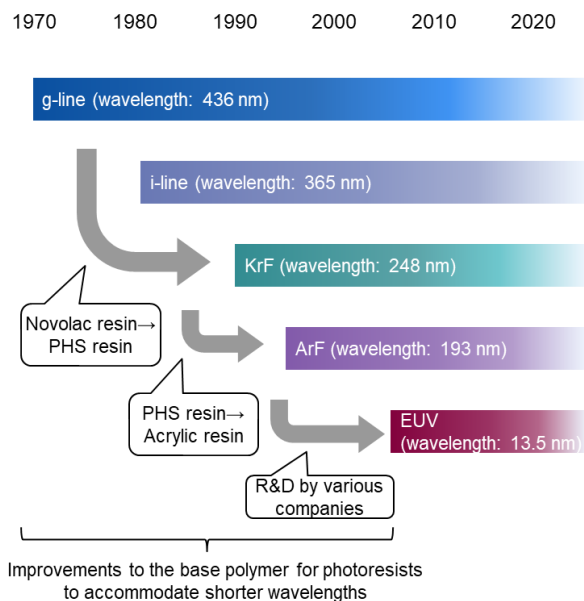 1970 1980 1990 2000 2010 2020
g-line (wavelength: 436 nm)
i-line (wavelength: 365 nm)
KrF (wavelength: 248 nm)
Novolac resin→
PHS resin
ArF (wavelength: 193 nm)
PHS resin→
Acrylic resin
EUV
(wavelength: 13.5 nm)
R&D by various
companies
Improvements to the base polymer for photoresists
to accommodate shorter wavelengths